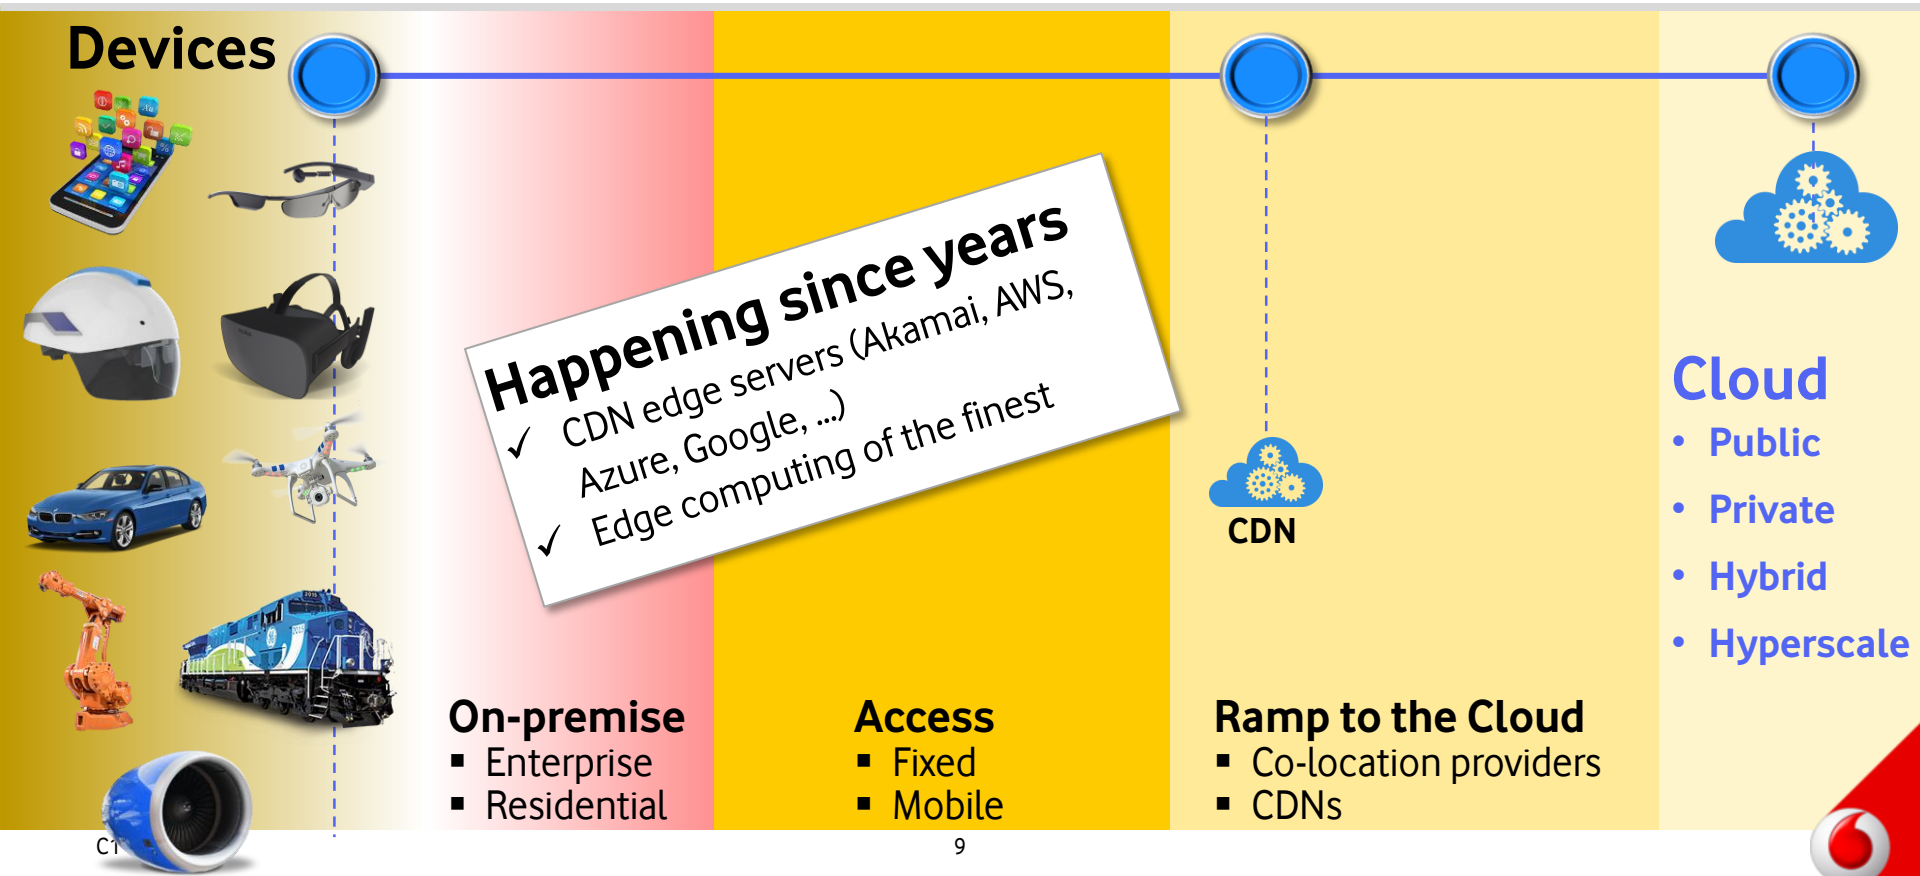 Devices
Happening since years
✓ CDN edge servers (Akamai, AWS,
Azure, Google, ...)
✓ Edge computing of the finest
CDN
Cloud
• Public
• Private
• Hybrid
• Hyperscale
On-premise
▪ Enterprise
▪ Residential
Access
▪ Fixed
▪ Mobile
Ramp to the Cloud
▪ Co-location providers
▪ CDNs
C1
9